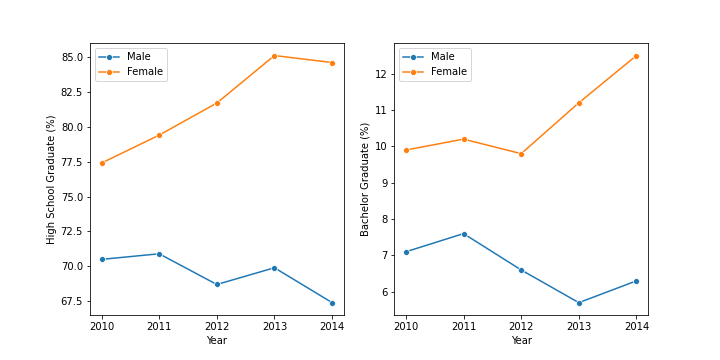 Male
Female
High School Graduate (%)
85.0
82.5
80.0
77.5
75.0
72.5
70.0
67.5
2010 2011 2012 2013 2014
Year
Male
Female
Bachelor Graduate (%)
12
11
10
9
8
7
6
2010 2011 2012 2013 2014
Year